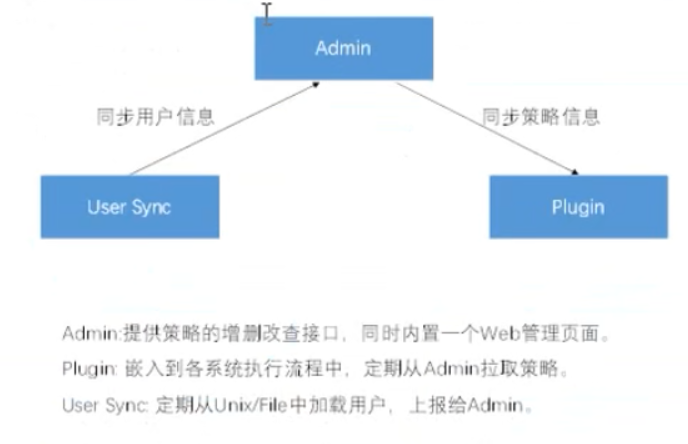 Admin
同步用户信息
同步策略信息
User Sync
Plugin
Admin:提供策略的增删改查接口，同时内置一个Web管理页面。
Plugin: 嵌入到各系统执行流程中，定期从Admin拉取策略。
User Sync: 定期从Unix/File中加载用户，上报给Admin。